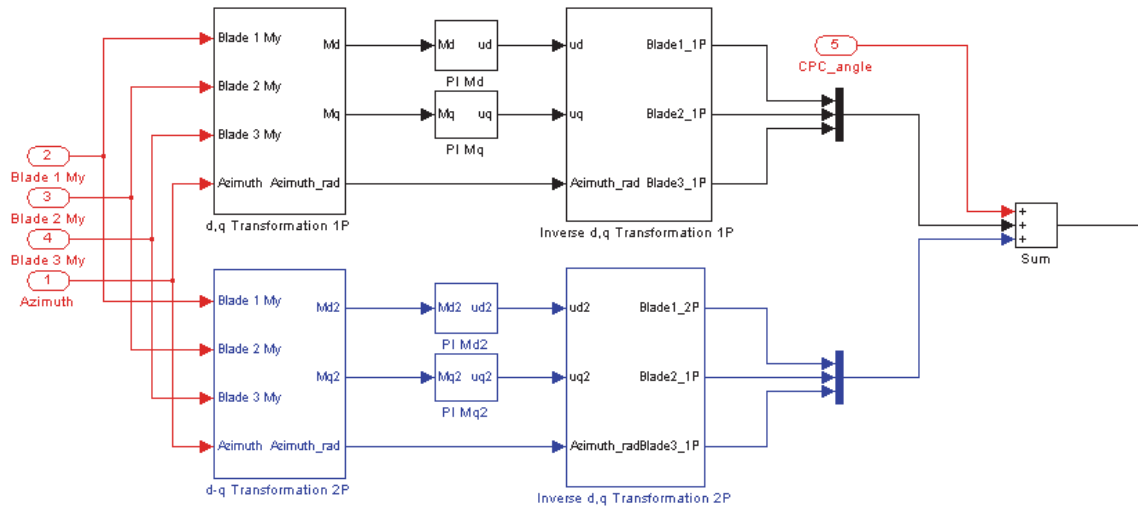 Blade 1 My
Md
Md
ud
ud
Blade1_1P
5
PI Md
CPC_angle
Blade 2 My
Mq
Mq
uq
uq
Blade2_1P
Blade 3 My
PI Mq
2
Blade 1 My
Azimuth
Azimuth_rad
Azimuth_rad
Blade3_1P
3
Blade 2 My
d,q Transformation 1P
Inverse d,q Transformation 1P
+
+
+
4
Blade 3 My
Sum
1
Azimuth
Blade 1 My
Md2
Md2
ud2
ud2
Blade1_2P
PI Md2
Blade 2 My
Mq2
Mq2
uq2
uq2
Blade2_1P
Blade 3 My
PI Mq2
Azimuth
Azimuth_rad
Azimuth_rad
Blade3_1P
d-q Transformation 2P
Inverse d,q Transformation 2P